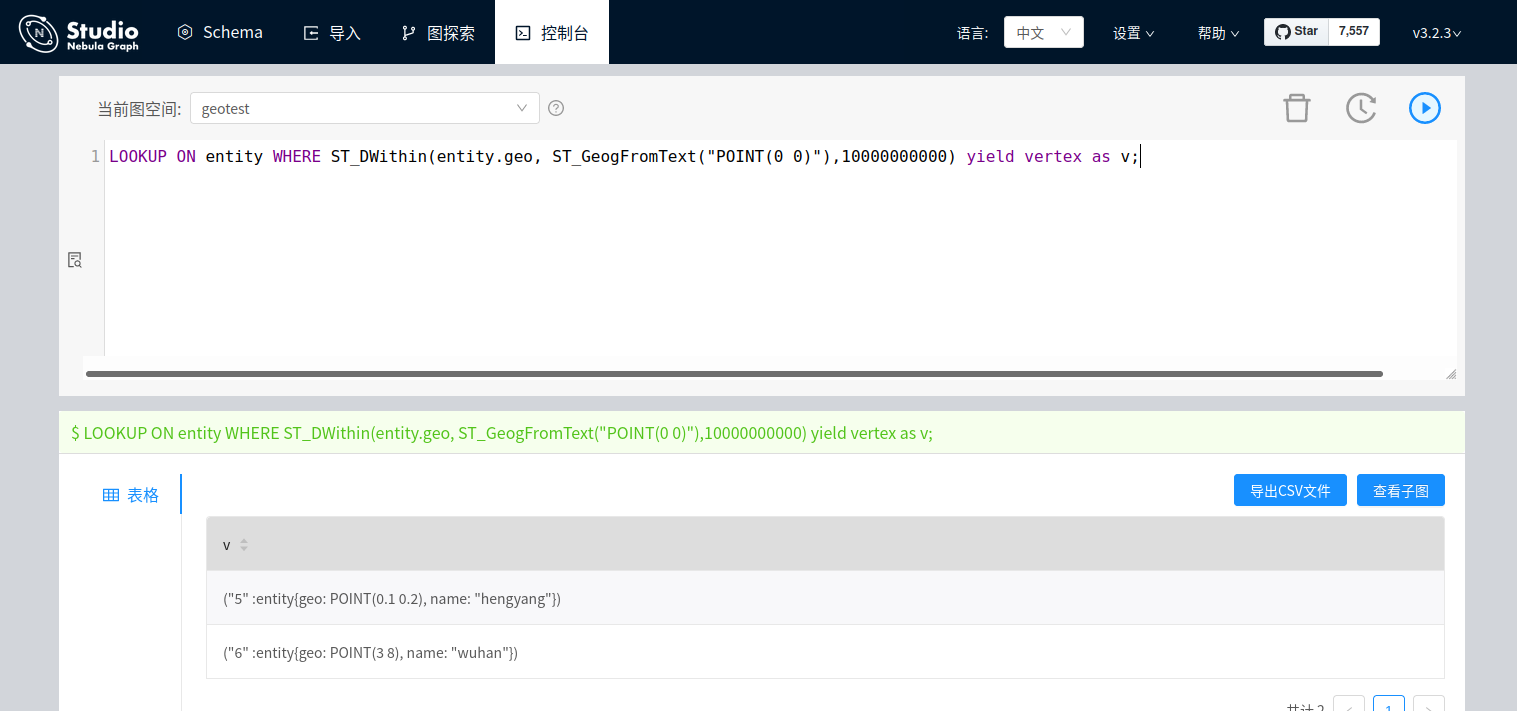 Studio
Nebula Graph
Schema
导入
图探索
控制台
语言:
中文
设置
帮助
Star
7,557
v3.2.3
当前图空间:
geotest
1
LOOKUP ON entity WHERE ST_DWithin(entity.geo, ST_GeogFromText("POINT(0 0)"),10000000000) yield vertex as v;
$ LOOKUP ON entity WHERE ST_DWithin(entity.geo, ST_GeogFromText("POINT(0 0)"),10000000000) yield vertex as v;
表格
导出CSV文件
查看子图
v
("5" :entity{geo: POINT(0.1 0.2), name: "hengyang"})
("6" :entity{geo: POINT(3 8), name: "wuhan"})
共计 2
1